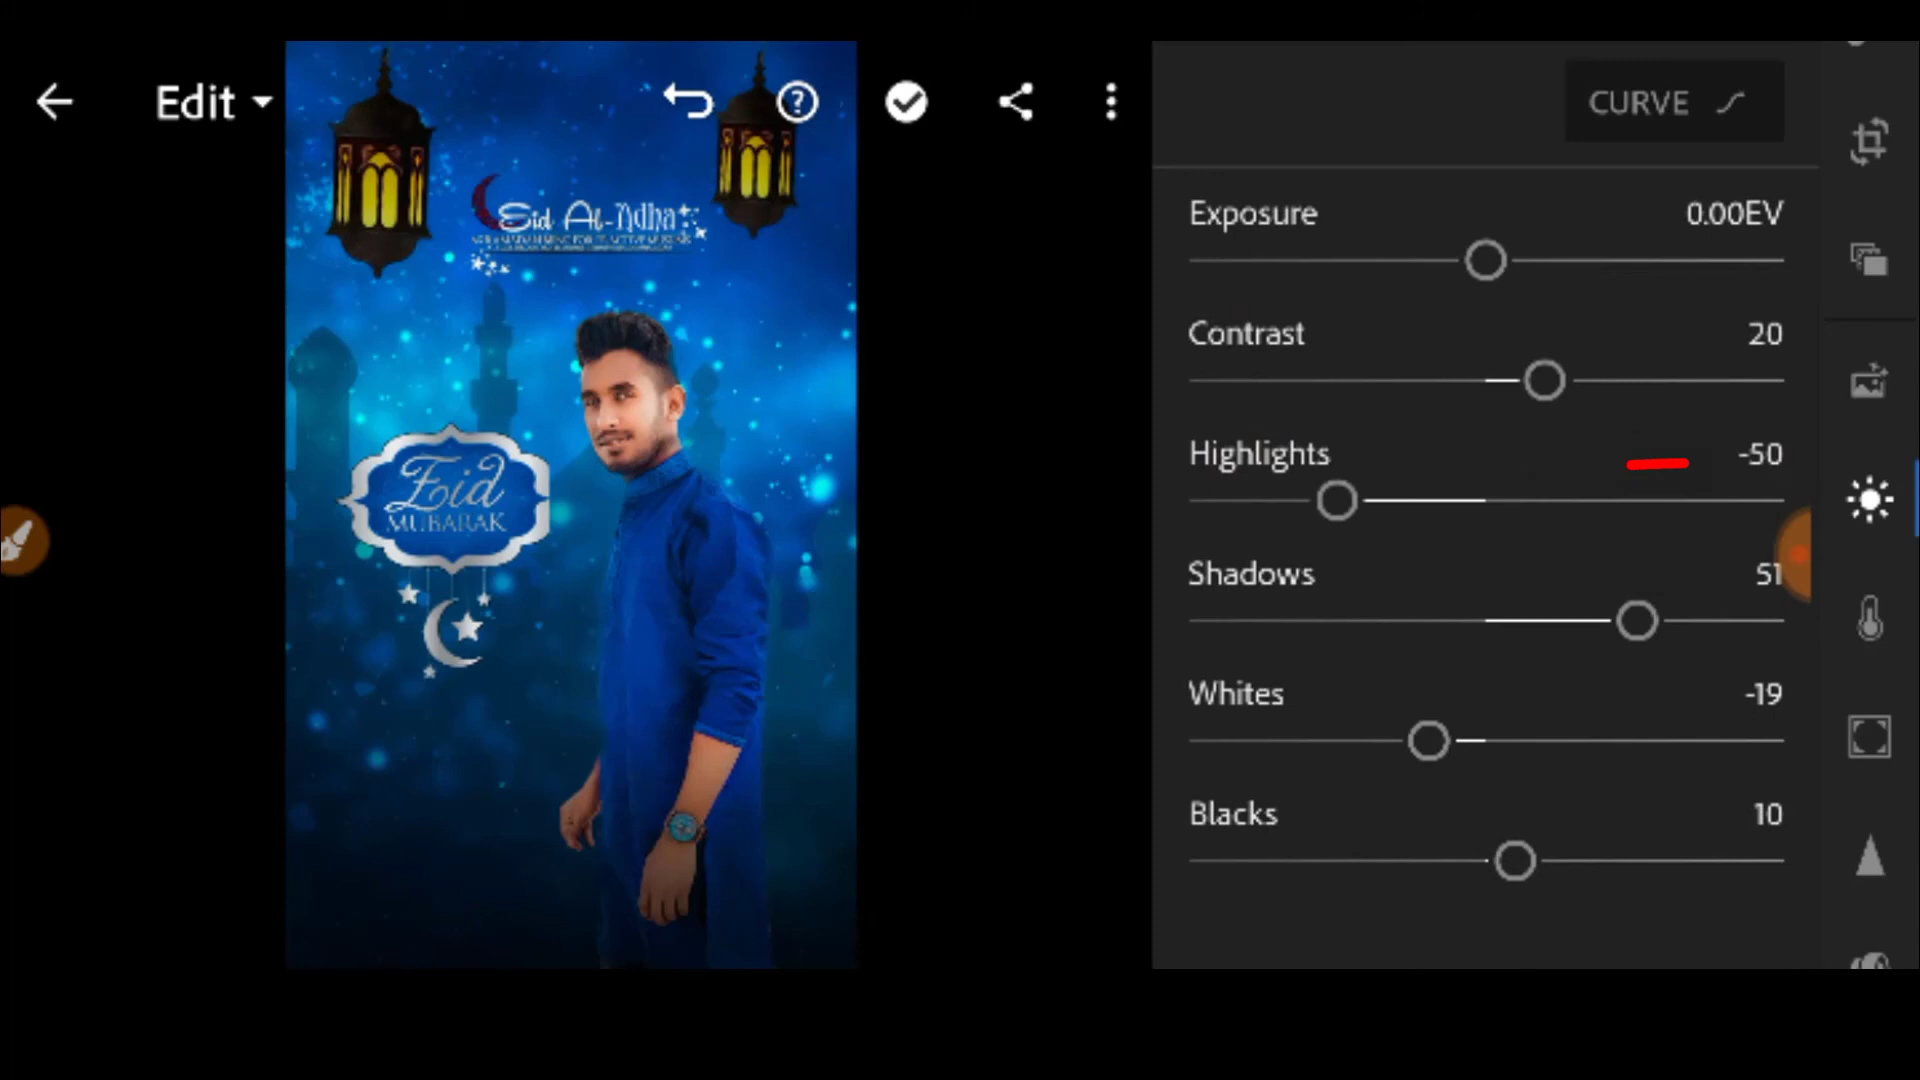 Edit
CURVE
Eid Al-Adha
Eid
MUBARAK
Exposure 0.00EV
Contrast 20
Highlights -50
Shadows 51
Whites -19
Blacks 10